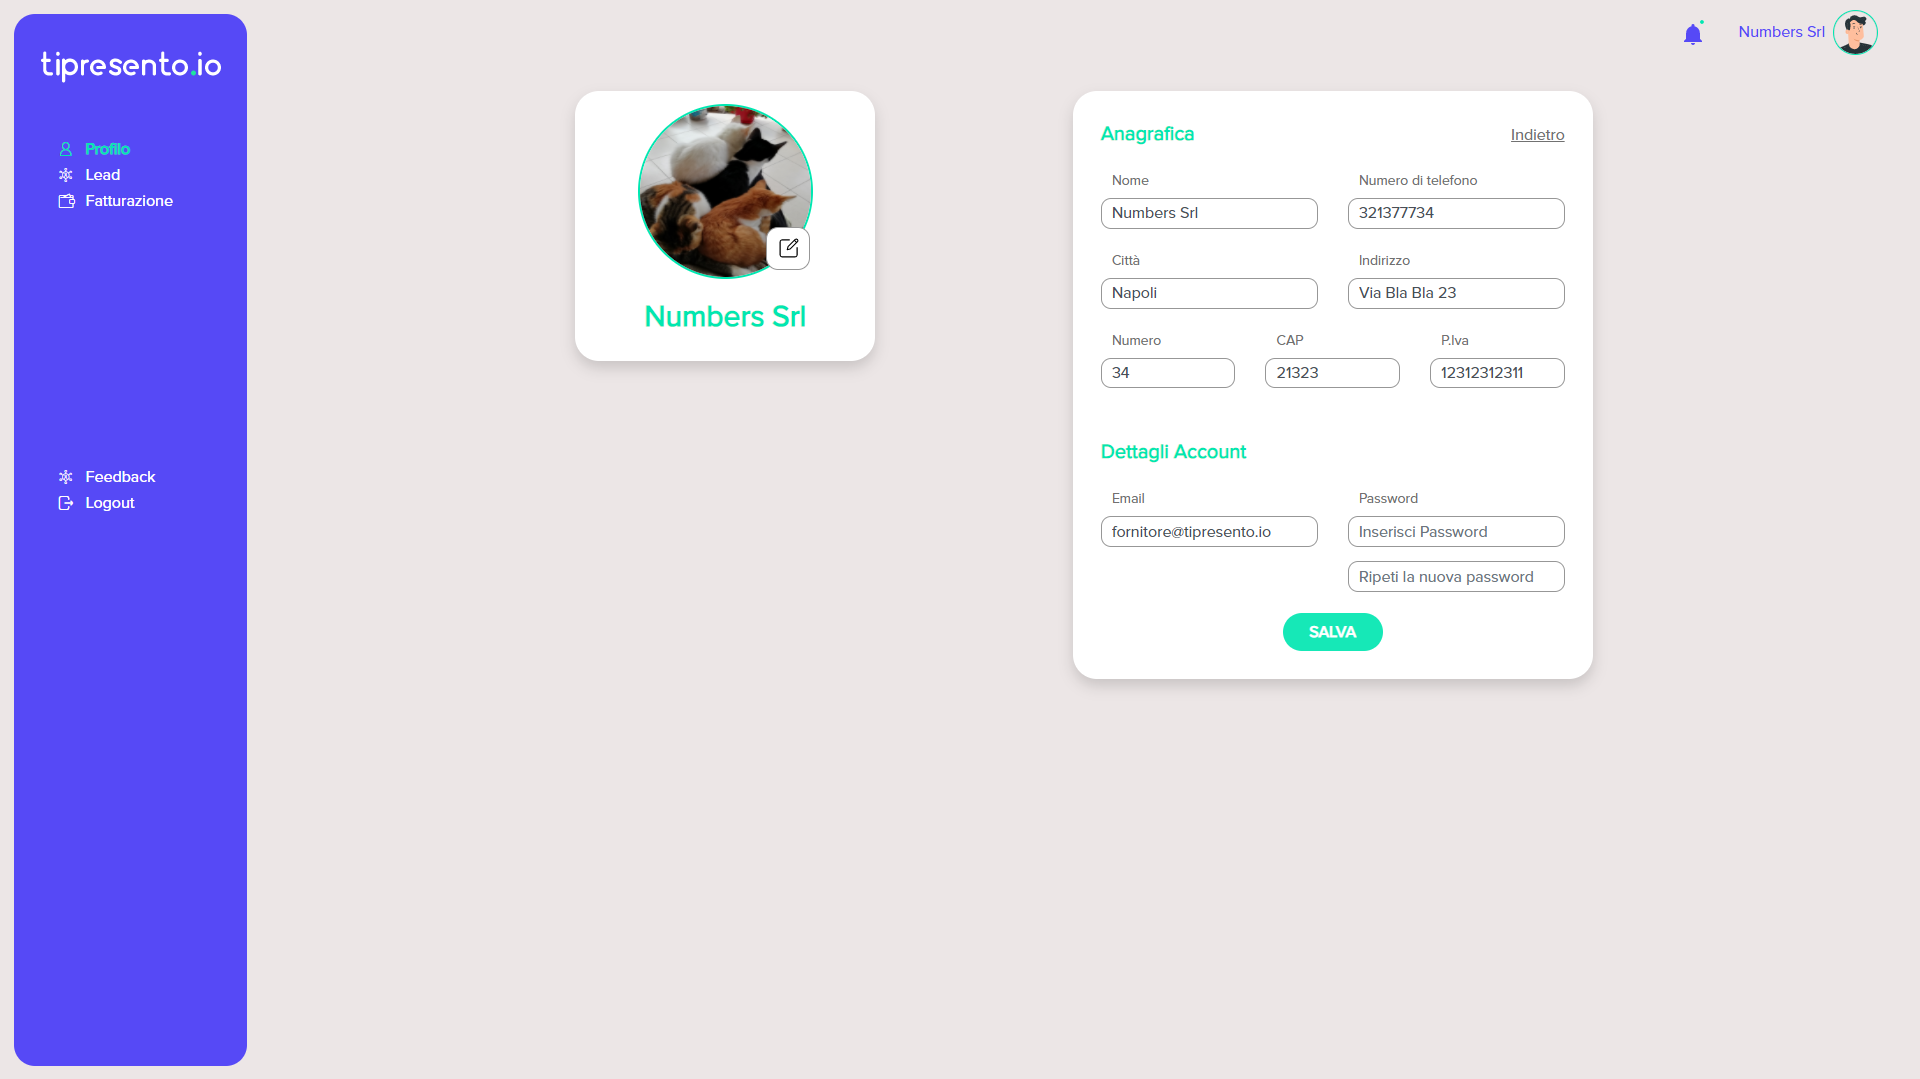 tipresento.io
Profilo
Lead
Fatturazione
Feedback
Logout
Numbers Srl
Numbers Srl
Anagrafica
Indietro
Nome
Numero di telefono
Numbers Srl
321377734
Città
Indirizzo
Napoli
Via Bla Bla 23
Numero
CAP
P.Iva
34
21323
12312312311
Dettagli Account
Email
Password
fornitore@tipresento.io
Inserisci Password
Ripeti la nuova password
SALVA